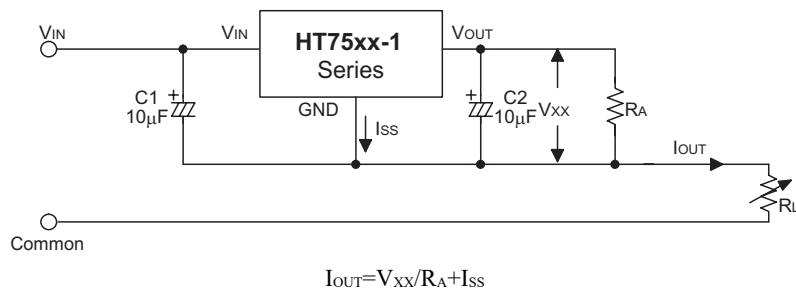 VIN
VIN
HT75xx-1
Series
VOUT
GND
C1
10μF
ISS
C2
10μF
VXX
RA
IOUT
RL
Common
IOUT=VXX/RA+ISS